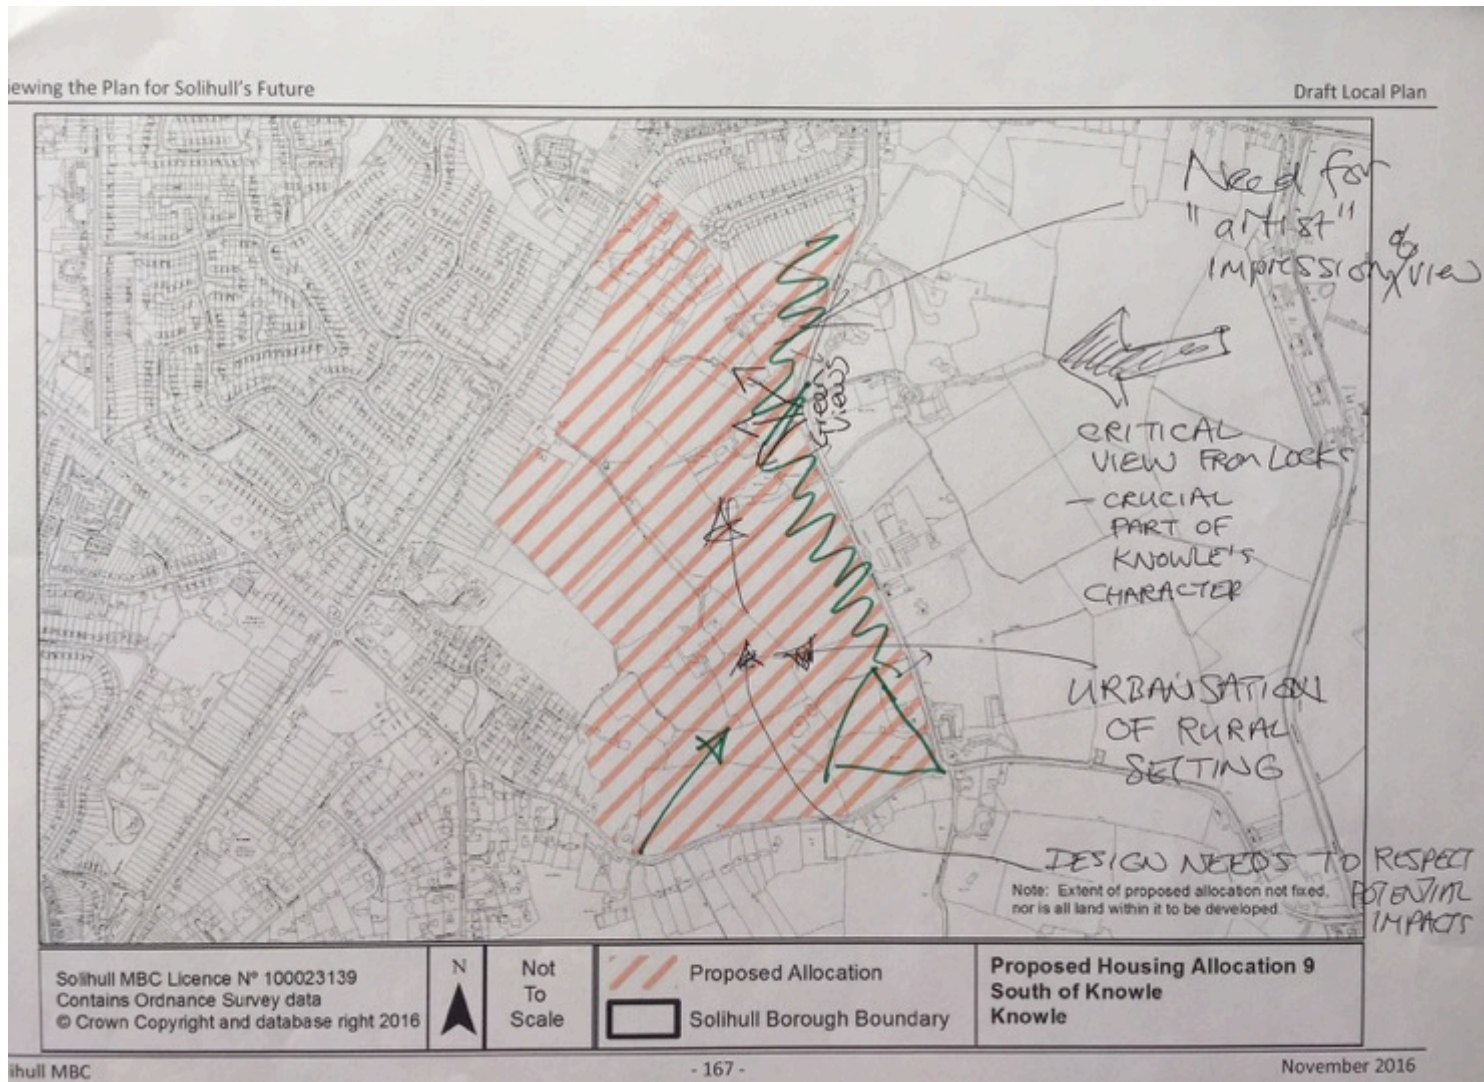 iewing the Plan for Solihull's Future
Draft Local Plan
Need for
"artist"
impression of view
CRITICAL
VIEW FROM LOCKS
– CRUCIAL
PART OF
KNOWLE'S
CHARACTER
Views
URBANISATION
OF RURAL
SETTING
DESIGN NEEDS TO RESPECT
POTENTIAL
IMPACTS
Note: Extent of proposed allocation not fixed,
nor is all land within it to be developed
Solihull MBC Licence Nº 100023139
Contains Ordnance Survey data
© Crown Copyright and database right 2016
N
Not
To
Scale
Proposed Allocation
Solihull Borough Boundary
Proposed Housing Allocation 9
South of Knowle
Knowle
ihull MBC
- 167 -
November 2016